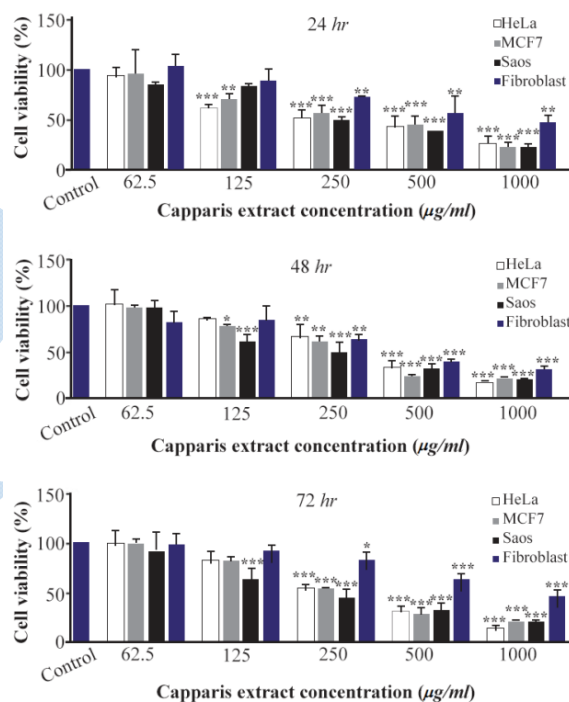 24 hr
Cell viability (%)
150
100
50
0
HeLa
MCF7
Saos
Fibroblast
*** **
*** *** *** **
*** *** *** **
*** *** *** **
Control 62.5 125 250 500 1000
Capparis extract concentration (µg/ml)
48 hr
Cell viability (%)
150
100
50
0
HeLa
MCF7
Saos
Fibroblast
* ***
** ** *** **
*** *** *** ***
*** *** *** ***
Control 62.5 125 250 500 1000
Capparis extract concentration (µg/ml)
72 hr
Cell viability (%)
150
100
50
0
HeLa
MCF7
Saos
Fibroblast
***
*** *** *** *
*** *** *** ***
*** *** *** ***
Control 62.5 125 250 500 1000
Capparis extract concentration (µg/ml)